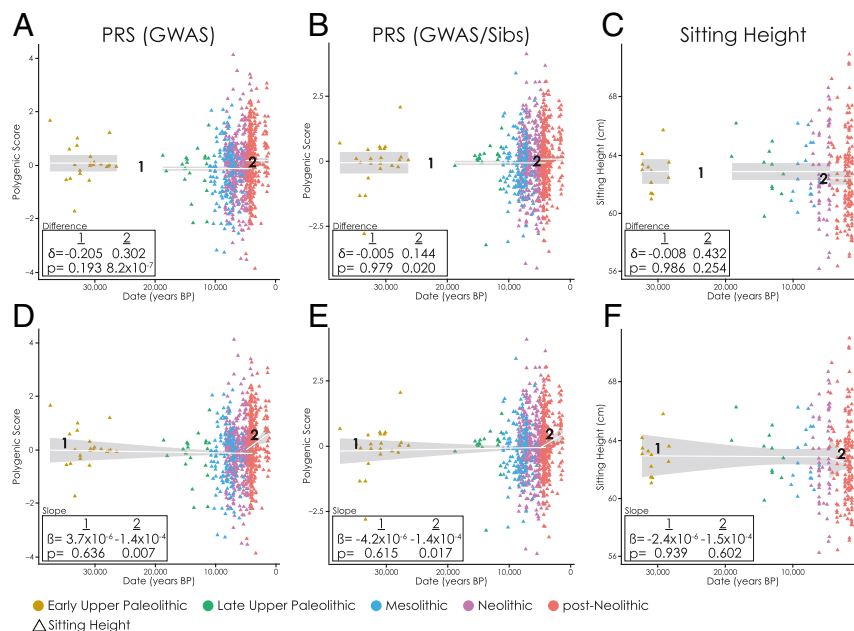 A
PRS (GWAS)
B
PRS (GWAS/Sibs)
C
Sitting Height
Polygenic Score
4
2
0
−2
−4
1
2
Difference
1 2
δ=-0.205 0.302
p= 0.193 8.2x10-7
30,000 20,000 10,000 0
Date (years BP)
Polygenic Score
2.5
0
−2.5
1
2
Difference
1 2
δ=-0.005 0.144
p= 0.979 0.020
30,000 20,000 10,000 0
Date (years BP)
Sitting Height (cm)
68
64
60
56
1
2
Difference
1 2
δ= -0.008 0.432
p= 0.986 0.254
30,000 20,000 10,000
Date (years BP)
D
E
F
Polygenic Score
4
2
0
−2
−4
1
2
Slope
1 2
ß= 3.7x10-6 -1.4x10-4
p= 0.636 0.007
30,000 20,000 10,000 0
Date (years BP)
Polygenic Score
2.5
0
−2.5
1
2
Slope
1 2
ß= -4.2x10-6 -1.4x10-4
p= 0.615 0.017
30,000 20,000 10,000 0
Date (years BP)
Sitting Height (cm)
68
64
60
56
1
2
Slope
1 2
ß= -2.4x10-6 -1.5x10-4
p= 0.939 0.602
30,000 20,000 10,000
Date (years BP)
Early Upper Paleolithic Late Upper Paleolithic Mesolithic Neolithic post-Neolithic
Sitting Height